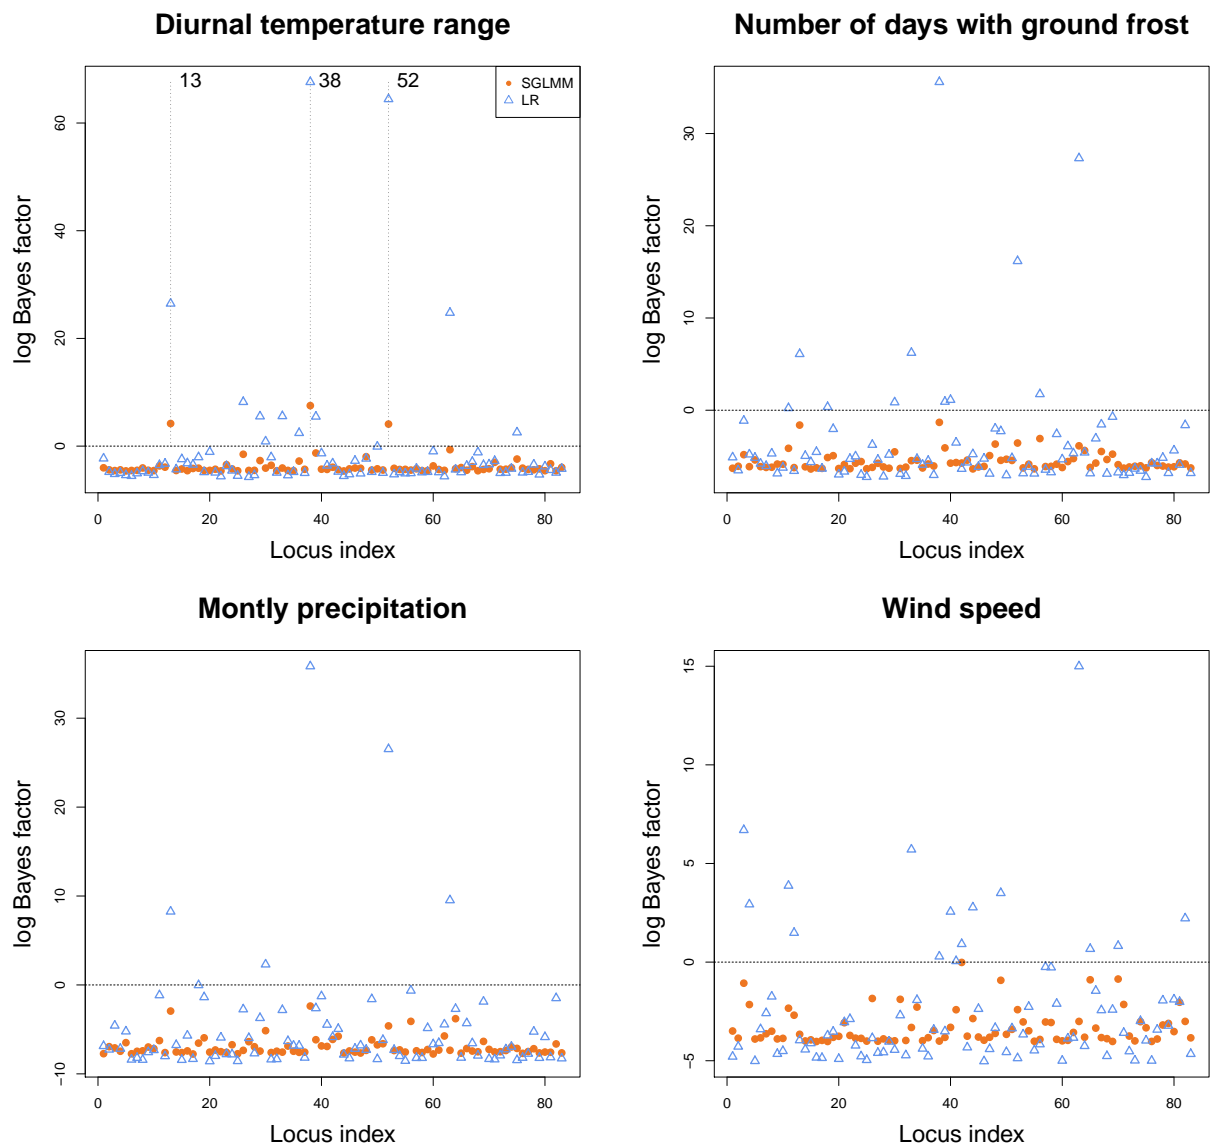 Diurnal temperature range
13
38
52
SGLMM
LR
log Bayes factor
0
20
40
60
0
20
40
60
80
Locus index
Number of days with ground frost
log Bayes factor
0
10
20
30
0
20
40
60
80
Locus index
Montly precipitation
log Bayes factor
−10
0
10
20
30
0
20
40
60
80
Locus index
Wind speed
log Bayes factor
−5
0
5
10
15
0
20
40
60
80
Locus index